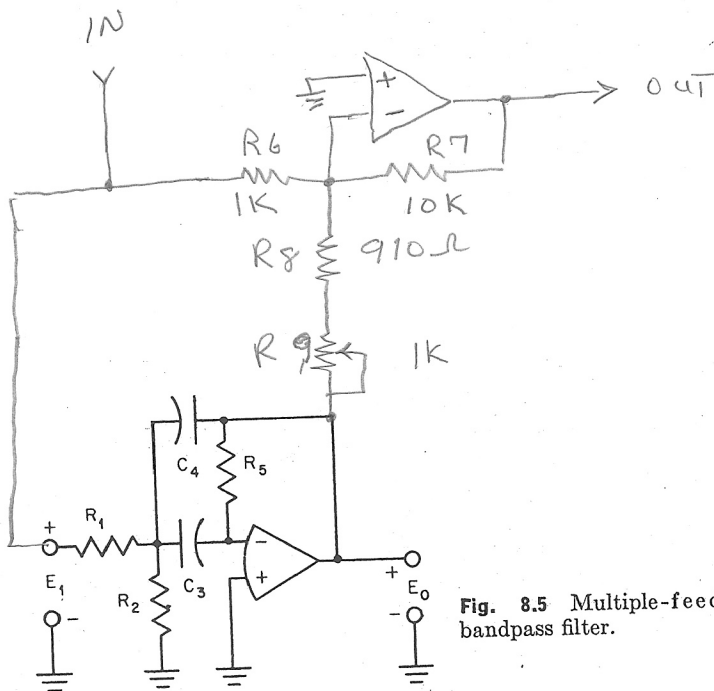 IN
+
-
OUT
R6
R7
1K
10K
R8 910Ω
R9 1K
C4
R5
R1
+
E1
-
R2
C3
-
+
+
E0
-
Fig. 8.5 Multiple-feed
bandpass filter.